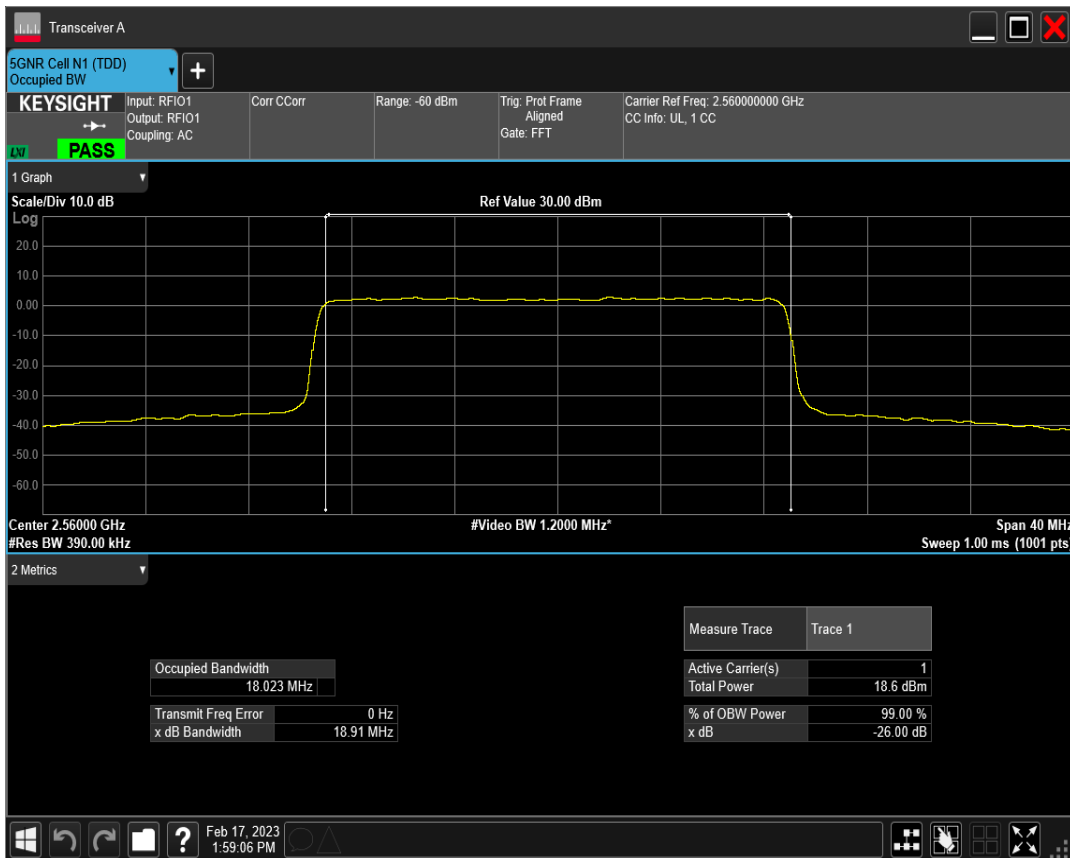 Transceiver A
5GNR Cell N1 (TDD)
Occupied BW
KEYSIGHT
LXI
PASS
Input: RFIO1
Output: RFIO1
Coupling: AC
Corr CCorr
Range: -60 dBm
Trig: Prot Frame
Aligned
Gate: FFT
Carrier Ref Freq: 2.560000000 GHz
CC Info: UL, 1 CC
1 Graph
Scale/Div 10.0 dB
Ref Value 30.00 dBm
Log
20.0
10.0
0.00
-10.0
-20.0
-30.0
-40.0
-50.0
-60.0
Center 2.56000 GHz
#Video BW 1.2000 MHz*
Span 40 MHz
#Res BW 390.00 kHz
Sweep 1.00 ms (1001 pts)
2 Metrics
Measure Trace Trace 1
Occupied Bandwidth
18.023 MHz
Active Carrier(s) 1
Total Power 18.6 dBm
Transmit Freq Error 0 Hz
x dB Bandwidth 18.91 MHz
% of OBW Power 99.00 %
x dB -26.00 dB
?
Feb 17, 2023
1:59:06 PM